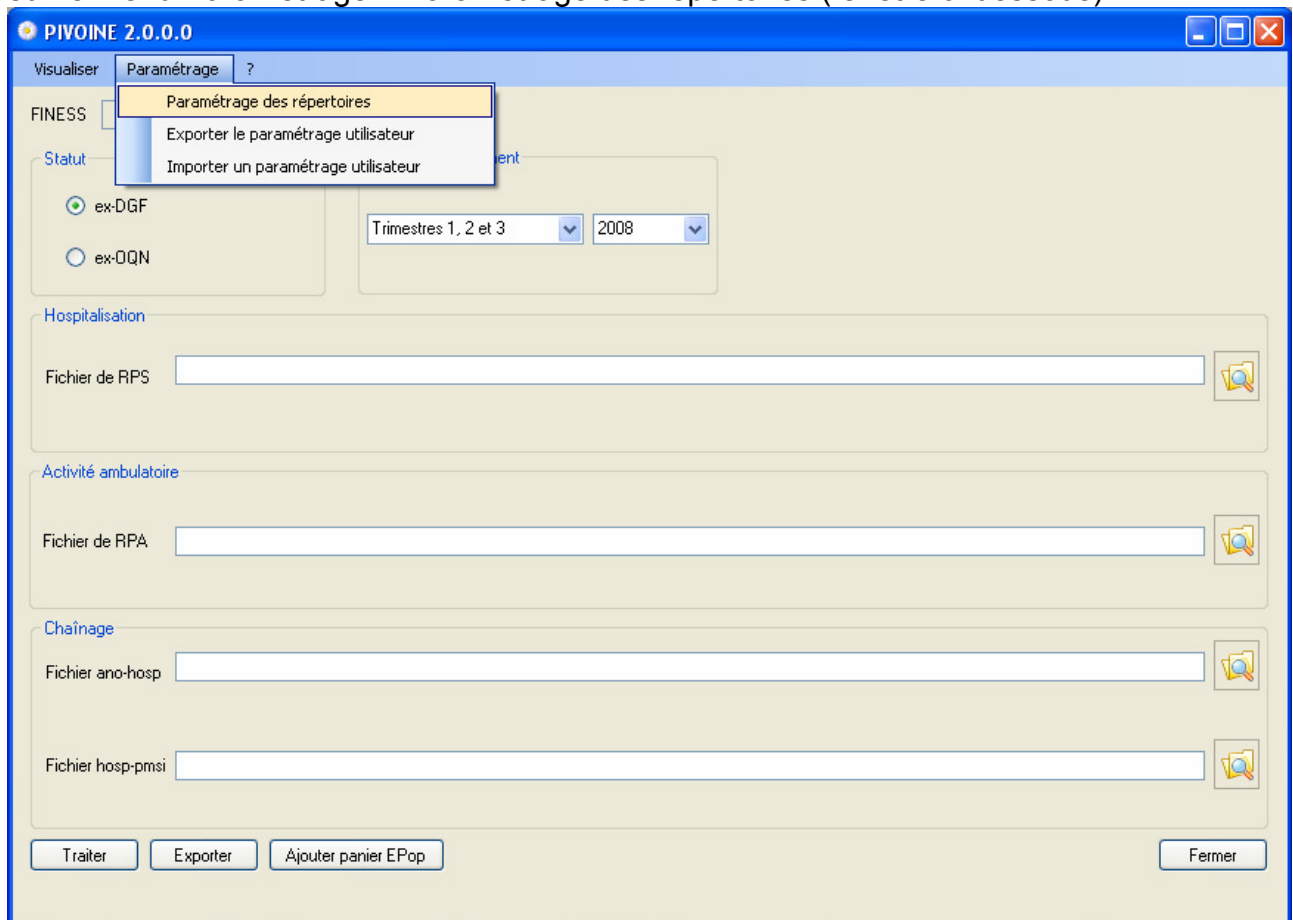 PIVOINE 2.0.0.0
Visualiser Paramétrage ?
Paramétrage des répertoires
Exporter le paramétrage utilisateur
Importer un paramétrage utilisateur
FINESS
Statut
ex-DGF
ex-OQN
Trimestres 1, 2 et 3 2008
Hospitalisation
Fichier de RPS
Activité ambulatoire
Fichier de RPA
Chaînage
Fichier ano-hosp
Fichier hosp-pmsi
Traiter Exporter Ajouter panier EPop Fermer